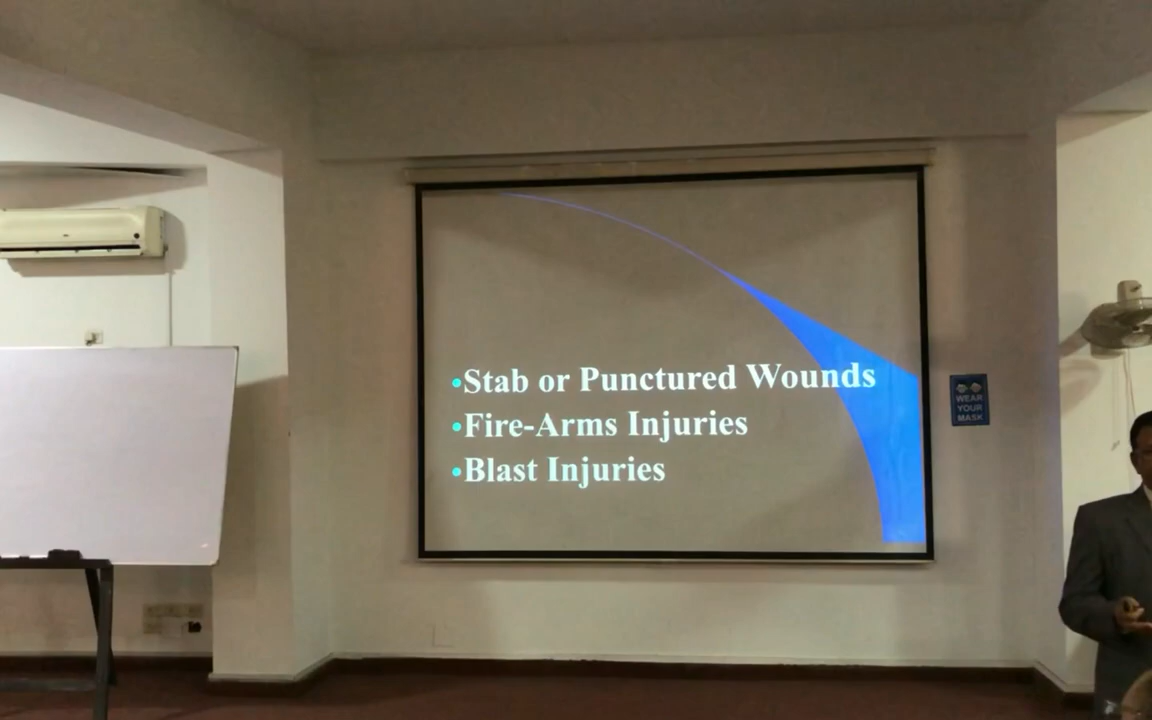 •Stab or Punctured Wounds
•Fire-Arms Injuries
•Blast Injuries
WEAR
YOUR
MASK